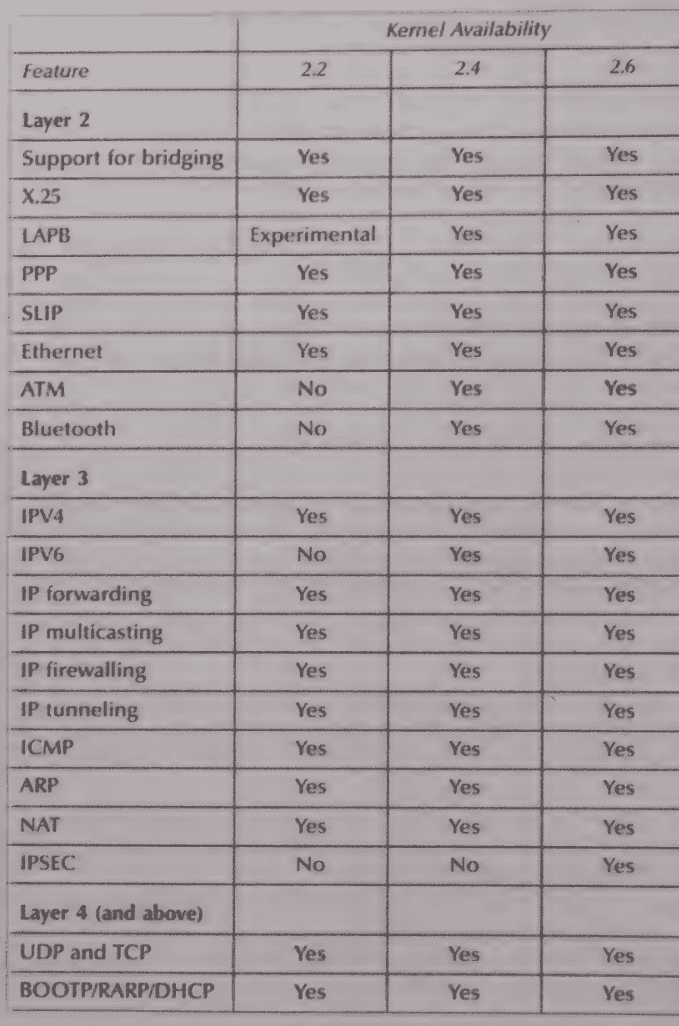 Kernel Availability
Feature 2.2 2.4 2.6
Layer 2
Support for bridging Yes Yes Yes
X.25 Yes Yes Yes
LAPB Experimental Yes Yes
PPP Yes Yes Yes
SLIP Yes Yes Yes
Ethernet Yes Yes Yes
ATM No Yes Yes
Bluetooth No Yes Yes
Layer 3
IPV4 Yes Yes Yes
IPV6 No Yes Yes
IP forwarding Yes Yes Yes
IP multicasting Yes Yes Yes
IP firewalling Yes Yes Yes
IP tunneling Yes Yes Yes
ICMP Yes Yes Yes
ARP Yes Yes Yes
NAT Yes Yes Yes
IPSEC No No Yes
Layer 4 (and above)
UDP and TCP Yes Yes Yes
BOOTP/RARP/DHCP Yes Yes Yes